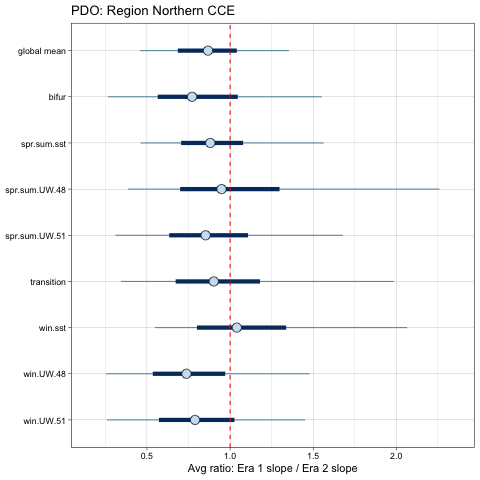 PDO: Region Northern CCE
global mean
bifur
spr.sum.sst
spr.sum.UW.48
spr.sum.UW.51
transition
win.sst
win.UW.48
win.UW.51
0.5 1.0 1.5 2.0
Avg ratio: Era 1 slope / Era 2 slope